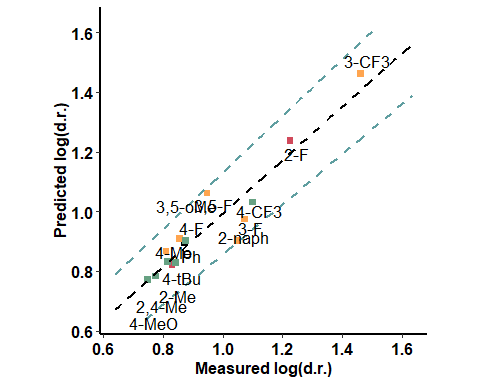 1.6
1.4
1.2
1.0
0.8
0.6
Predicted log(d.r.)
3-CF3
2-F
3,5-oMe
3,5-F
4-CF3
4-F
3-F
2-naph
4-Me
Ph
4-tBu
2-Me
2,4-Me
4-MeO
0.6 0.8 1.0 1.2 1.4 1.6
Measured log(d.r.)